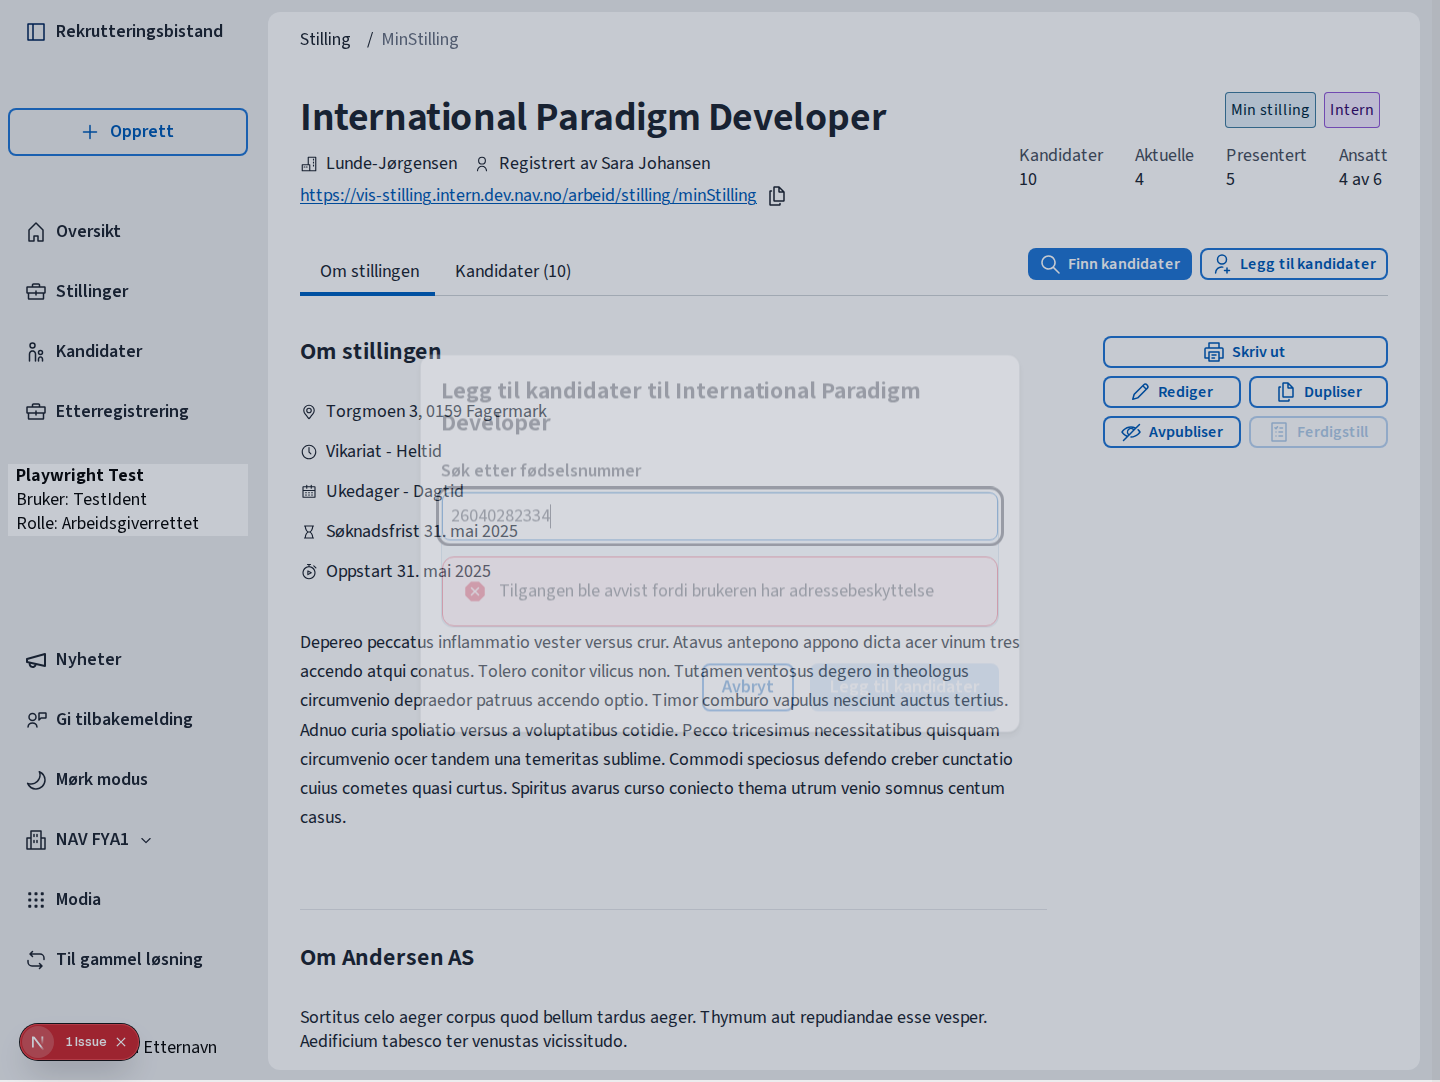 Rekrutteringsbistand
Opprett
Oversikt
Stillinger
Kandidater
Etterregistrering
Playwright Test
Bruker: TestIdent
Rolle: Arbeidsgiverrettet
Nyheter
Gi tilbakemelding
Mørk modus
NAV FYA1
Modia
Til gammel løsning
1 Issue
Etternavn
Stilling / MinStilling
International Paradigm Developer
Min stilling
Intern
Lunde-Jørgensen
Registrert av Sara Johansen
https://vis-stilling.intern.dev.nav.no/arbeid/stilling/minStilling
Kandidater Aktuelle Presentert Ansatt
10 4 5 4 av 6
Om stillingen
Kandidater (10)
Finn kandidater
Legg til kandidater
Om stillingen
Torgmoen 3, 0159 Fagermark
Vikariat - Heltid
Ukedager - Dagtid
Søknadsfrist 31. mai 2025
Oppstart 31. mai 2025
Skriv ut
Rediger
Dupliser
Avpubliser
Ferdigstill
Legg til kandidater til International Paradigm
Developer
Søk etter fødselsnummer
26040282334
Tilgangen ble avvist fordi brukeren har adressebeskyttelse
Avbryt
Legg til kandidater
Depereo peccatus inflammatio vester versus crur. Atavus antepono appono dicta acer vinum tres
accendo atqui conatus. Tolero conitor vilicus non. Tutamen ventosus degero in theologus
circumvenio depraedor patruus accendo optio. Timor comburo vapulus nesciunt auctus tertius.
Adnuo curia spoliatio versus a voluptatibus cotidie. Pecco tricesimus necessitatibus quisquam
circumvenio ocer tandem una temeritas sublime. Commodi speciosus defendo creber cunctatio
cuius cometes quasi curtus. Spiritus avarus curso coniecto thema utrum venio somnus centum
casus.
Om Andersen AS
Sortitus celo aeger corpus quod bellum tardus aeger. Thymum aut repudiandae esse vesper.
Aedificium tabesco ter venustas vicissitudo.